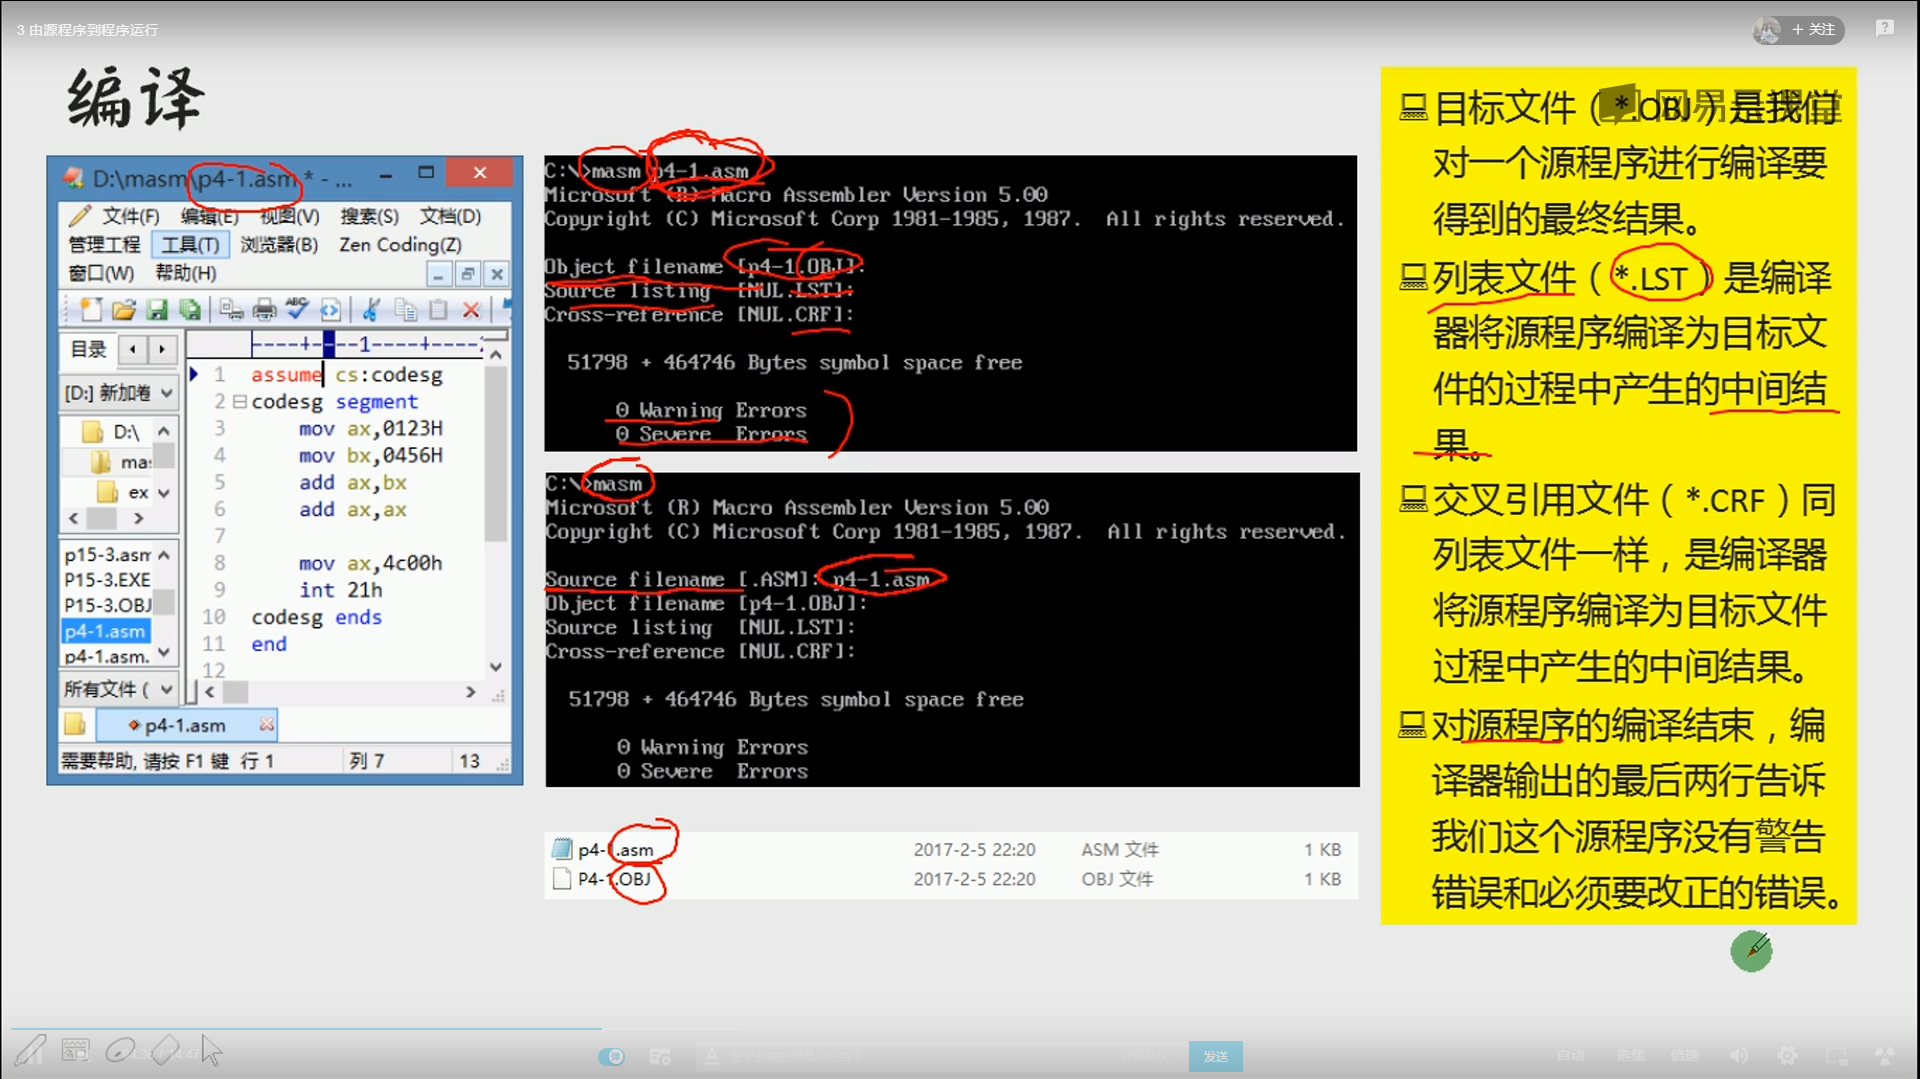 3 由源程序到程序运行
+ 关注
编译
D:\masm\p4-1.asm * - ...
文件(F) 编辑(E) 视图(V) 搜索(S) 文档(D)
管理工程 工具(T) 浏览器(B) Zen Coding(Z)
窗口(W) 帮助(H)
目录
[D:] 新加卷
D:\
ma
ex
p15-3.asm
P15-3.EXE
P15-3.OBJ
p4-1.asm
p4-1.asm.
所有文件 (
----+----1----+----
1 assume cs:codesg
2 codesg segment
3 mov ax,0123H
4 mov bx,0456H
5 add ax,bx
6 add ax,ax
7
8 mov ax,4c00h
9 int 21h
10 codesg ends
11 end
12
p4-1.asm
需要帮助, 请按 F1 键 行 1 列 7 13
C:\>masm p4-1.asm
Microsoft (R) Macro Assembler Version 5.00
Copyright (C) Microsoft Corp 1981-1985, 1987. All rights reserved.
Object filename [p4-1.OBJ]:
Source listing [NUL.LST]:
Cross-reference [NUL.CRF]:
51798 + 464746 Bytes symbol space free
0 Warning Errors
0 Severe Errors
C:\>masm
Microsoft (R) Macro Assembler Version 5.00
Copyright (C) Microsoft Corp 1981-1985, 1987. All rights reserved.
Source filename [.ASM]: p4-1.asm
Object filename [p4-1.OBJ]:
Source listing [NUL.LST]:
Cross-reference [NUL.CRF]:
51798 + 464746 Bytes symbol space free
0 Warning Errors
0 Severe Errors
p4-1.asm 2017-2-5 22:20 ASM 文件 1 KB
P4-1.OBJ 2017-2-5 22:20 OBJ 文件 1 KB
网易云课堂
目标文件（*.OBJ）是我们
对一个源程序进行编译要
得到的最终结果。
列表文件（*.LST）是编译
器将源程序编译为目标文
件的过程中产生的中间结
果。
交叉引用文件（*.CRF）同
列表文件一样，是编译器
将源程序编译为目标文件
过程中产生的中间结果。
对源程序的编译结束，编
译器输出的最后两行告诉
我们这个源程序没有警告
错误和必须要改正的错误。
发送
自动 选集 倍速